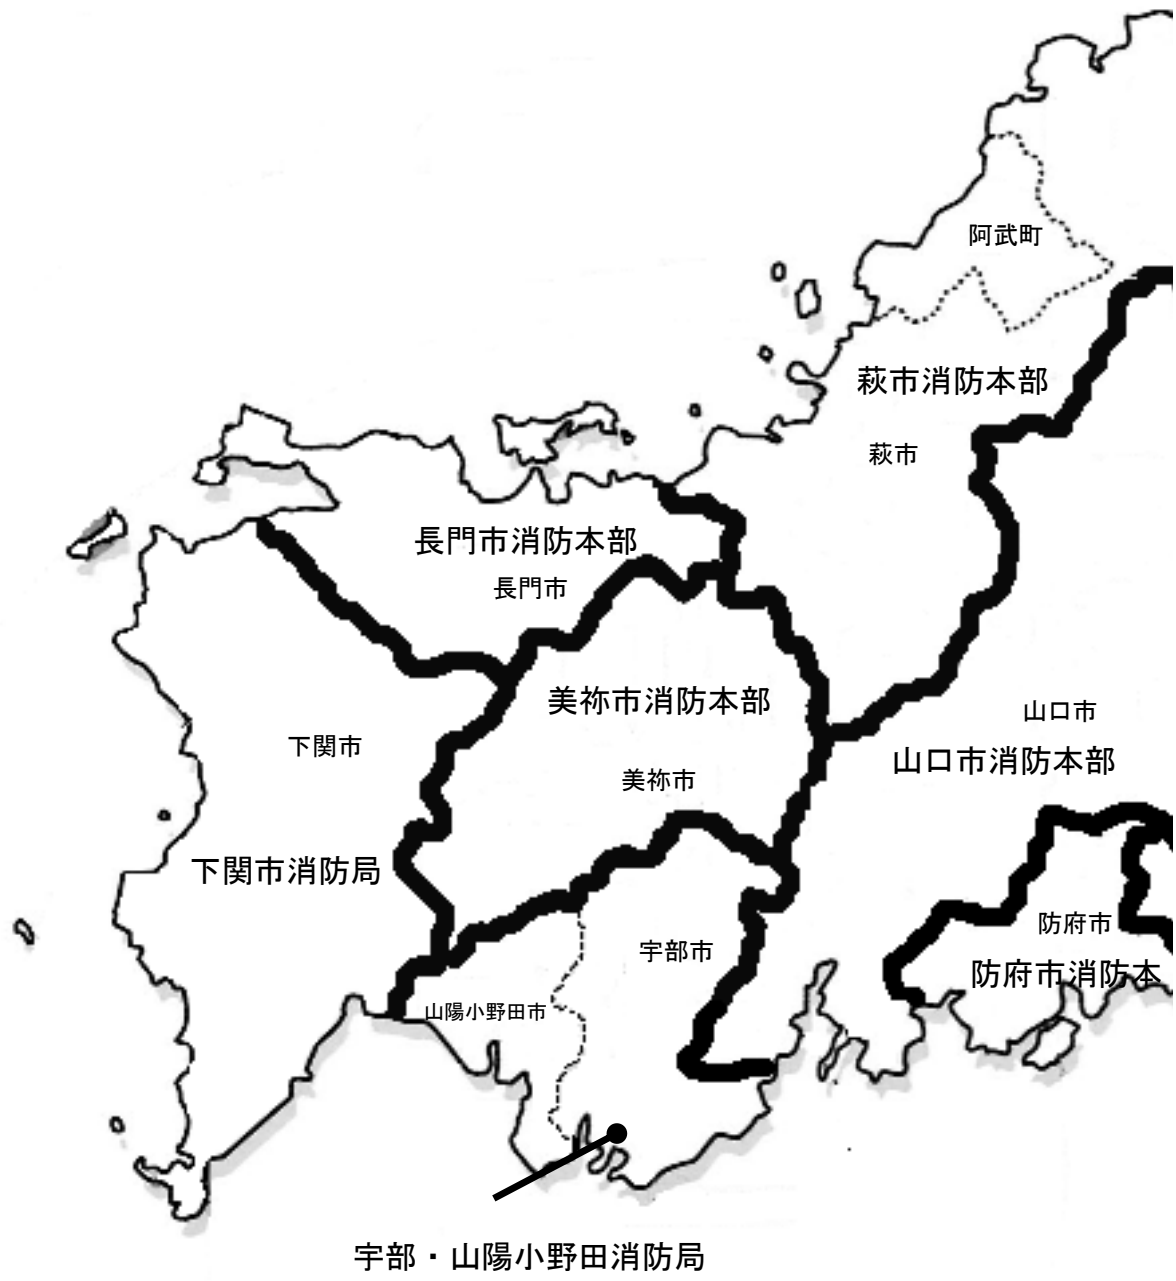 阿武町
萩市消防本部
萩市
長門市消防本部
長門市
美祢市消防本部
山口市
下関市
山口市消防本部
美祢市
下関市消防局
防府市
宇部市
防府市消防本
山陽小野田市
宇部・山陽小野田消防局